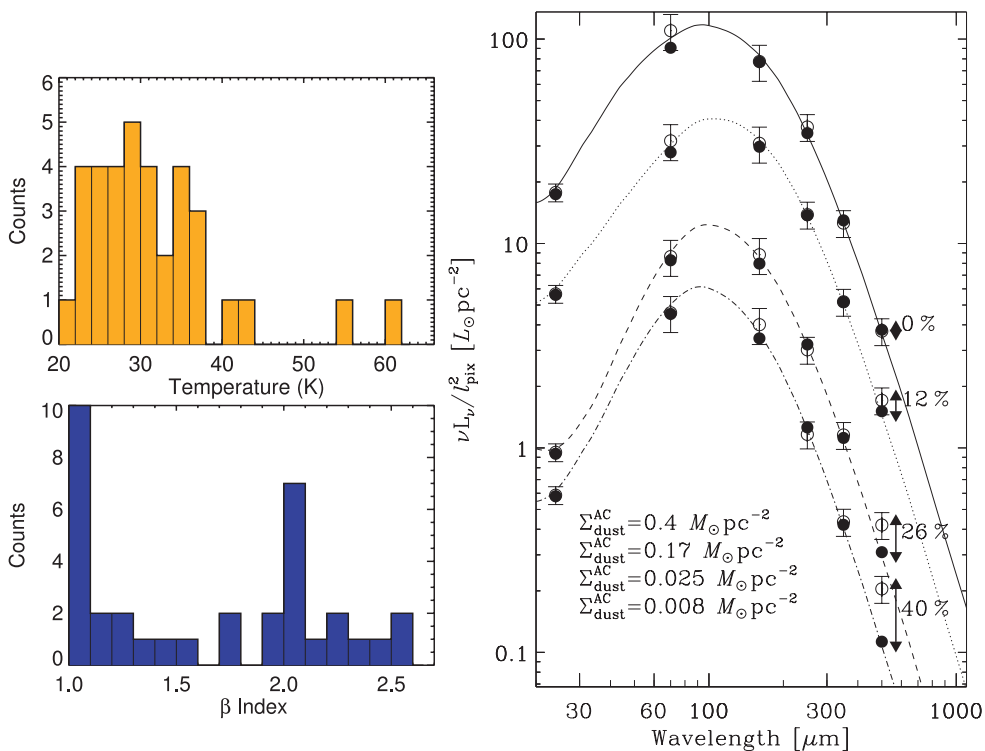 6
5
4
3
2
1
0
Counts
20 30 40 50 60
Temperature (K)
10
8
6
4
2
0
Counts
1.0 1.5 2.0 2.5
β Index
νLν/l²pix [L⊙pc⁻²]
100
10
1
0.1
0 %
12 %
26 %
40 %
Σ^AC_dust=0.4 M⊙pc⁻²
Σ^AC_dust=0.17 M⊙pc⁻²
Σ^AC_dust=0.025 M⊙pc⁻²
Σ^AC_dust=0.008 M⊙pc⁻²
30 60 100 300 1000
Wavelength [μm]